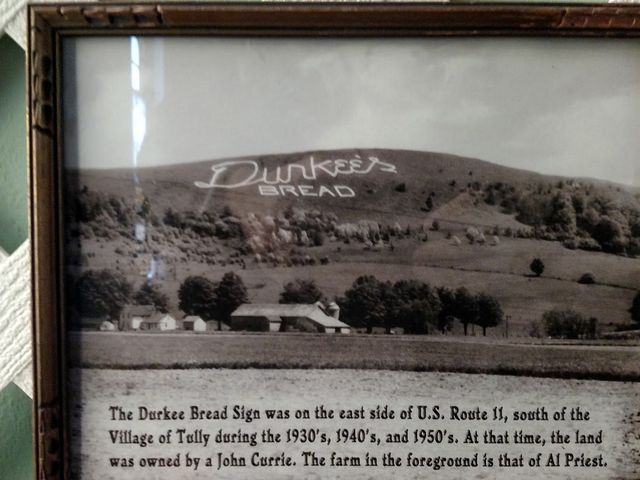 Durkee's
BREAD
The Durkee Bread Sign was on the east side of U.S. Route 11, south of the
Village of Tully during the 1930's, 1940's, and 1950's. At that time, the land
was owned by a John Currie. The farm in the foreground is that of Al Priest.